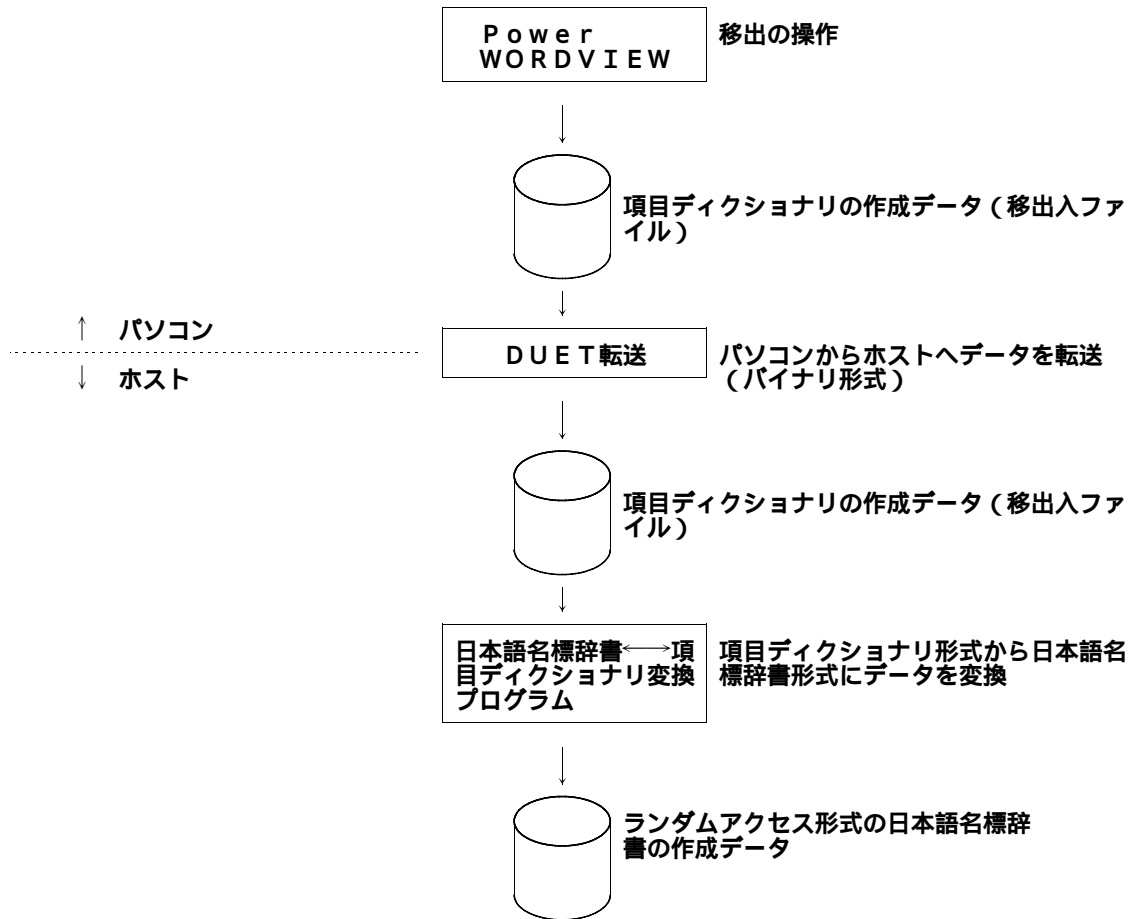 Ｐｏｗｅｒ
ＷＯＲＤＶＩＥＷ
移出の操作
項目ディクショナリの作成データ（移出入ファ
イル）
↑　パソコン
↓　ホスト
ＤＵＥＴ転送
パソコンからホストへデータを転送
（バイナリ形式）
項目ディクショナリの作成データ（移出入ファ
イル）
日本語名標辞書←→項
目ディクショナリ変換
プログラム
項目ディクショナリ形式から日本語名
標辞書形式にデータを変換
ランダムアクセス形式の日本語名標辞
書の作成データ